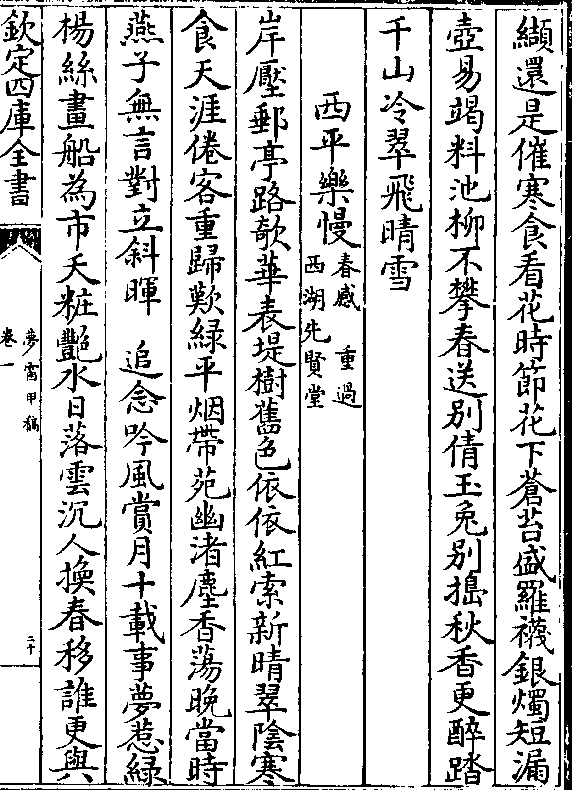 纈還是催寒食看花時節花下蒼苔盛羅襪銀燭短漏
壺易竭料池柳不攀春送别倩玉兔别搗秋香更醉踏
千山冷翠飛晴雪
西平樂慢春感　重過
西湖先賢堂
岸壓郵亭路欹華表堤樹舊色依依紅索新晴翠陰寒
食天涯倦客重歸歎緑平烟帶苑幽渚塵香蕩晚當時
燕子無言對立斜暉　追念吟風賞月十載事夢惹緑
楊絲畫船為市夭粧艷水日落雲沉人換春移誰更與
欽定四庫全書
夢窗甲稿
卷一
二十